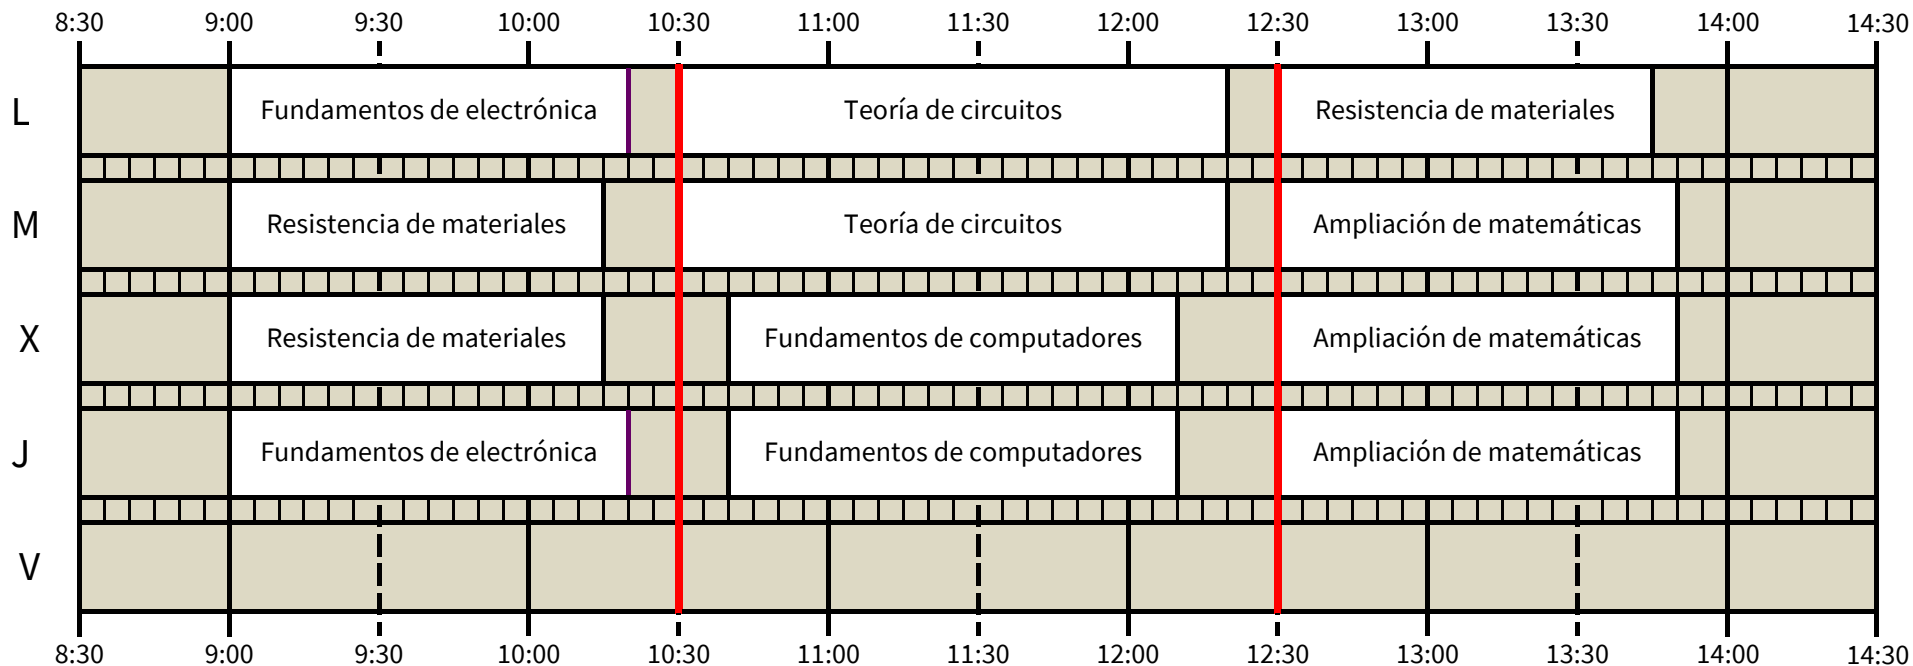 8:30 9:00 9:30 10:00 10:30 11:00 11:30 12:00 12:30 13:00 13:30 14:00 14:30
L Fundamentos de electrónica Teoría de circuitos Resistencia de materiales
M Resistencia de materiales Teoría de circuitos Ampliación de matemáticas
X Resistencia de materiales Fundamentos de computadores Ampliación de matemáticas
J Fundamentos de electrónica Fundamentos de computadores Ampliación de matemáticas
V
8:30 9:00 9:30 10:00 10:30 11:00 11:30 12:00 12:30 13:00 13:30 14:00 14:30